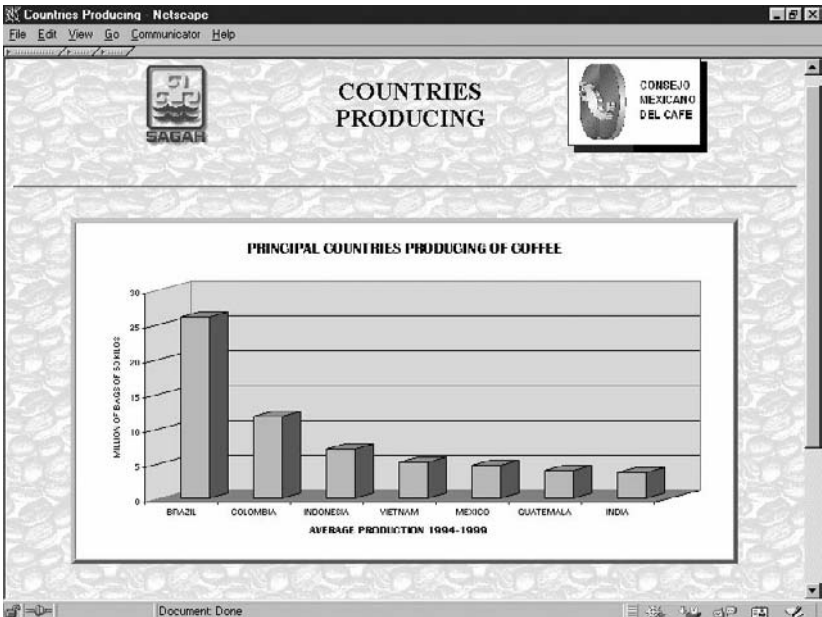 Countries Producing - Netscape
File Edit View Go Communicator Help
SAGAR
COUNTRIES
PRODUCING
CONSEJO
MEXICANO
DEL CAFE
PRINCIPAL COUNTRIES PRODUCING OF COFFEE
MILLION OF BAGS OF 60 KILOS
30
25
20
15
10
5
0
BRAZIL COLOMBIA INDONESIA VIETNAM MEXICO GUATEMALA INDIA
AVERAGE PRODUCTION 1994-1999
Document: Done